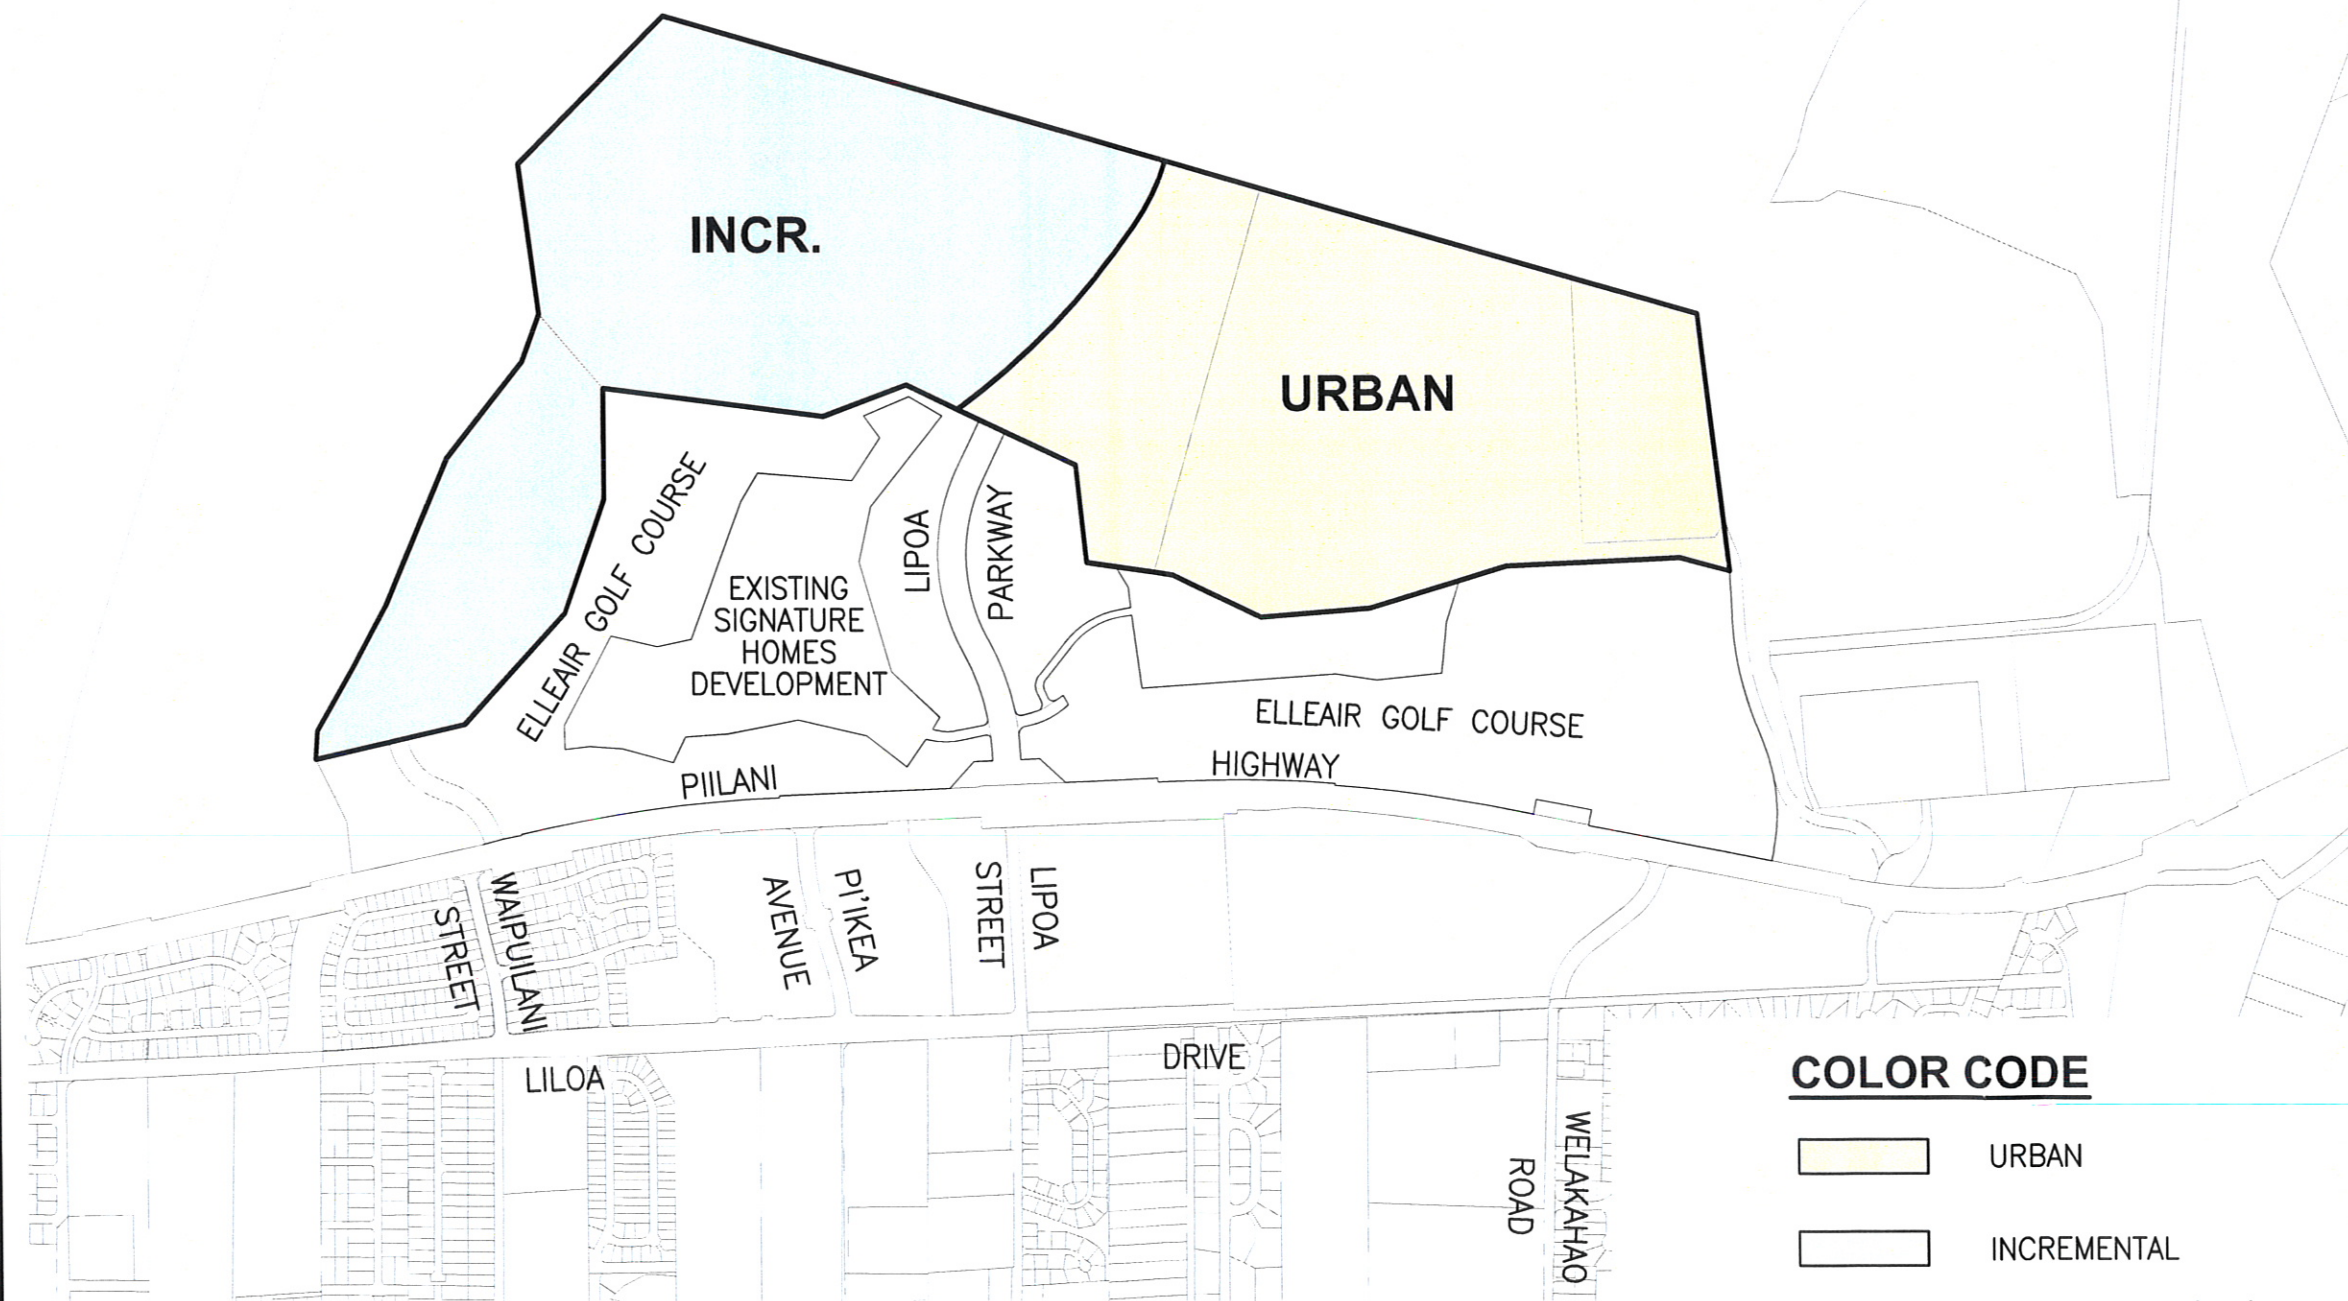 INCR.
URBAN
ELLEAIR GOLF COURSE
EXISTING
SIGNATURE
HOMES
DEVELOPMENT
LIPOA
PARKWAY
ELLEAIR GOLF COURSE
PIILANI
HIGHWAY
WAIPUILANI
STREET
PI'IKEA
AVENUE
LIPOA
STREET
LILOA
DRIVE
WELAKAHAO
ROAD
COLOR CODE
URBAN
INCREMENTAL